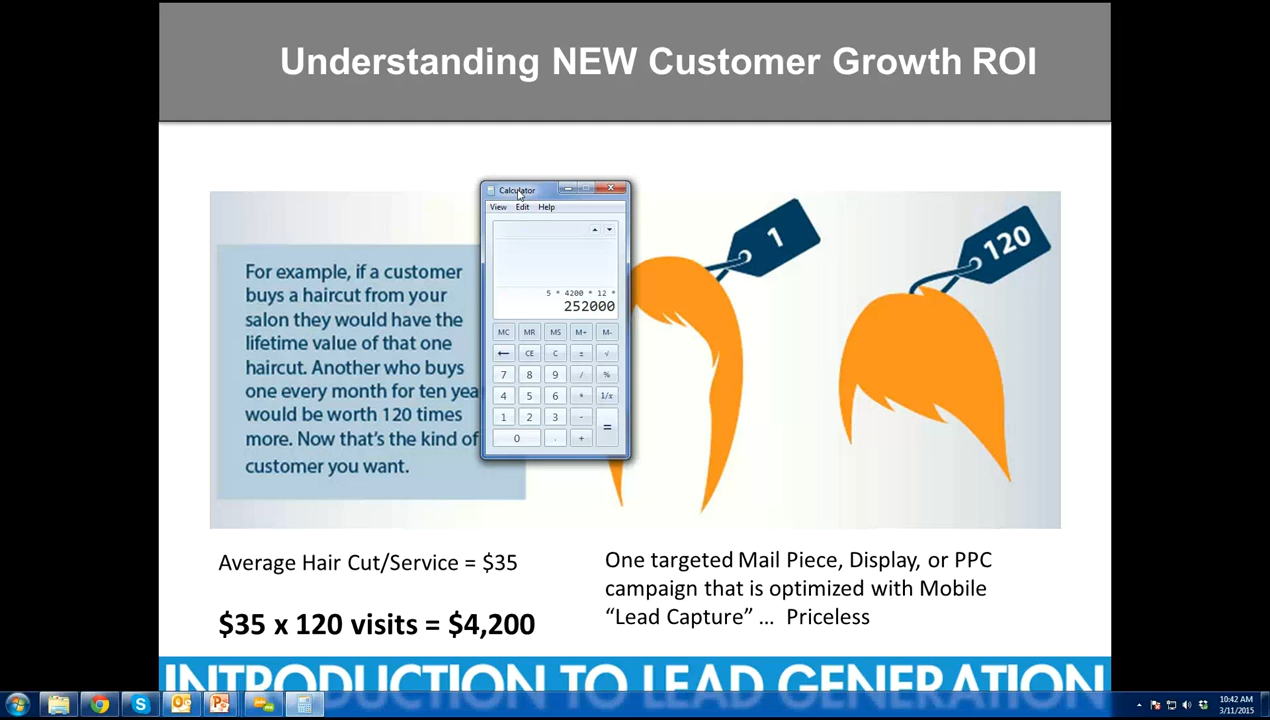 Understanding NEW Customer Growth ROI
For example, if a customer
buys a haircut from your
salon they would have the
lifetime value of that one
haircut. Another who buys
one every month for ten yea
would be worth 120 times
more. Now that's the kind of
customer you want.
Calculator
View Edit Help
5 * 4200 * 12 *
252000
MC MR MS M+ M-
← CE C ± √
7 8 9 / %
4 5 6 * 1/x
1 2 3 - =
0 . +
1
120
Average Hair Cut/Service = $35
$35 x 120 visits = $4,200
One targeted Mail Piece, Display, or PPC
campaign that is optimized with Mobile
“Lead Capture” … Priceless
INTRODUCTION TO LEAD GENERATION
10:42 AM
3/11/2015